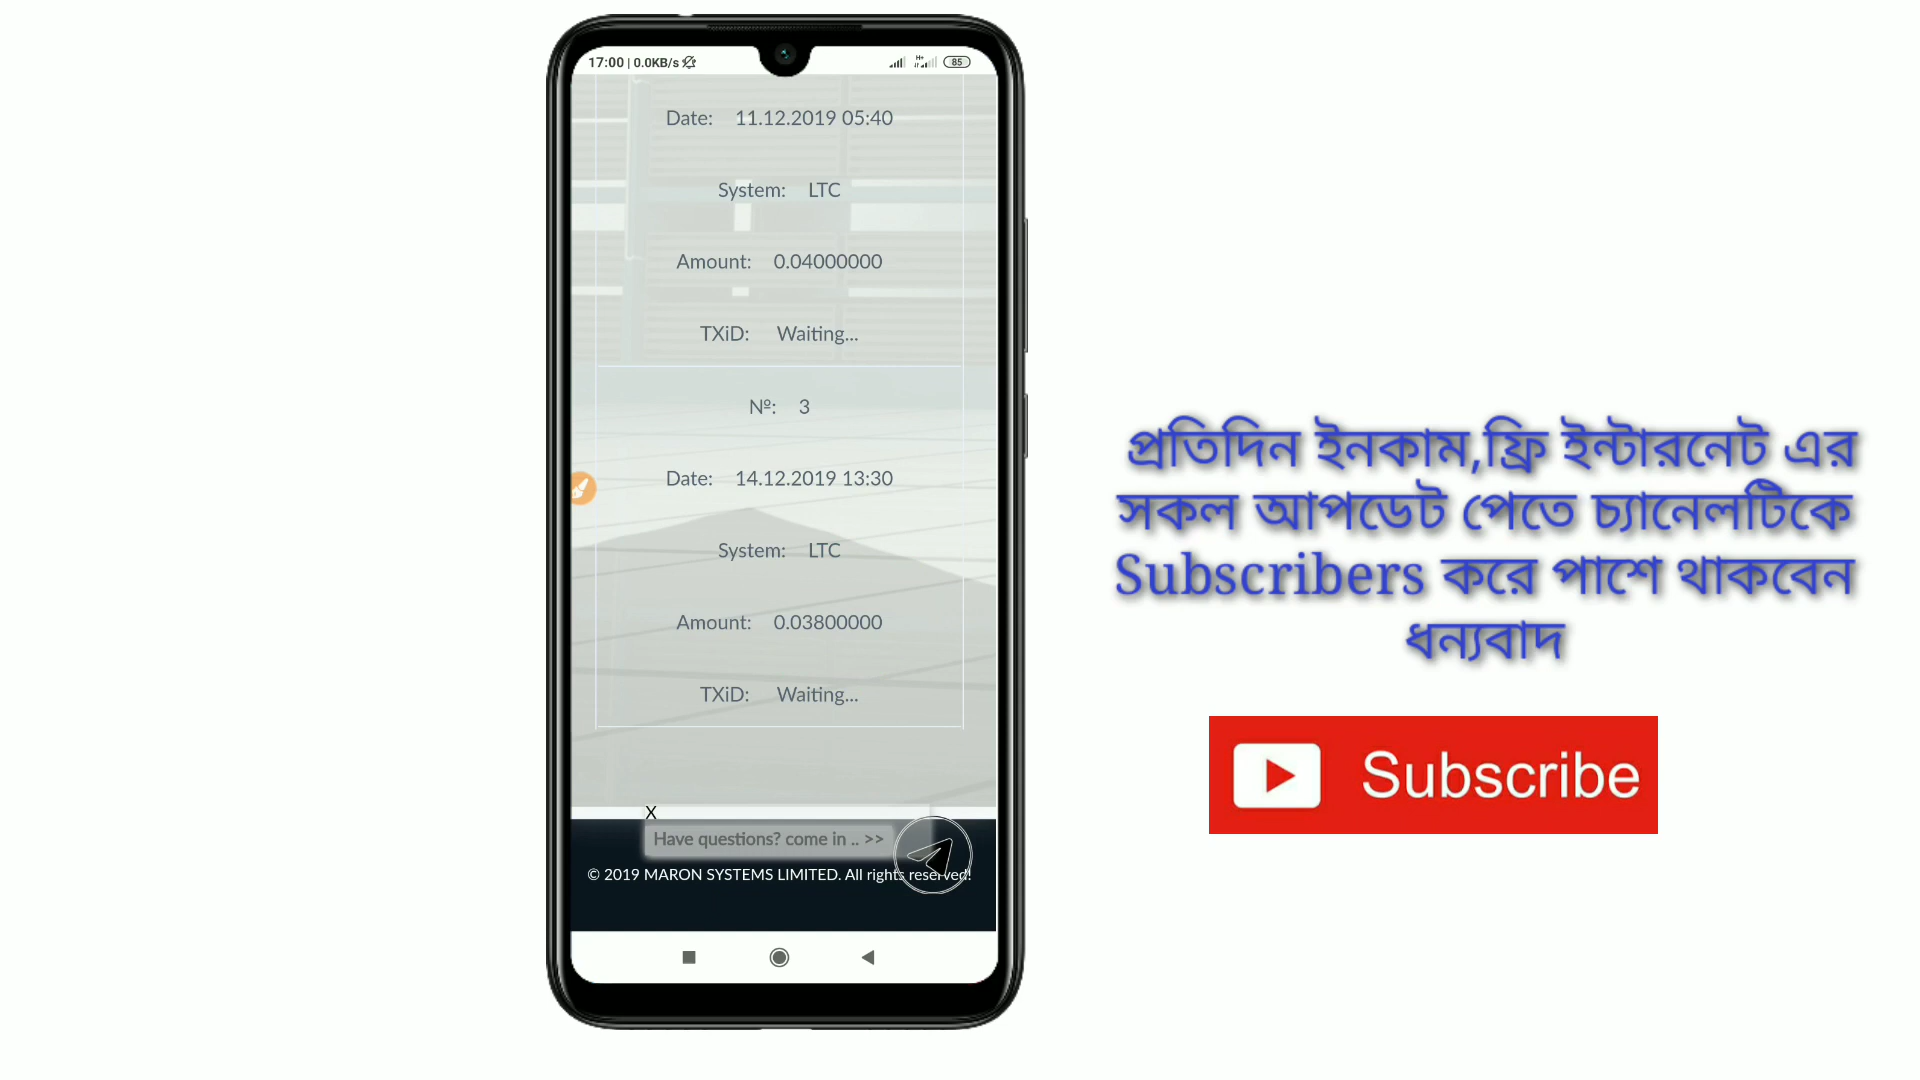 17:00 | 0.0KB/s
H+
85
Date: 11.12.2019 05:40
System: LTC
Amount: 0.04000000
TXiD: Waiting...
№: 3
Date: 14.12.2019 13:30
System: LTC
Amount: 0.03800000
TXiD: Waiting...
X
Have questions? come in .. >>
© 2019 MARON SYSTEMS LIMITED. All rights reserved!
প্রতিদিন ইনকাম,ফ্রি ইন্টারনেট এর
সকল আপডেট পেতে চ্যানেলটিকে
Subscribers করে পাশে থাকবেন
ধন্যবাদ
Subscribe